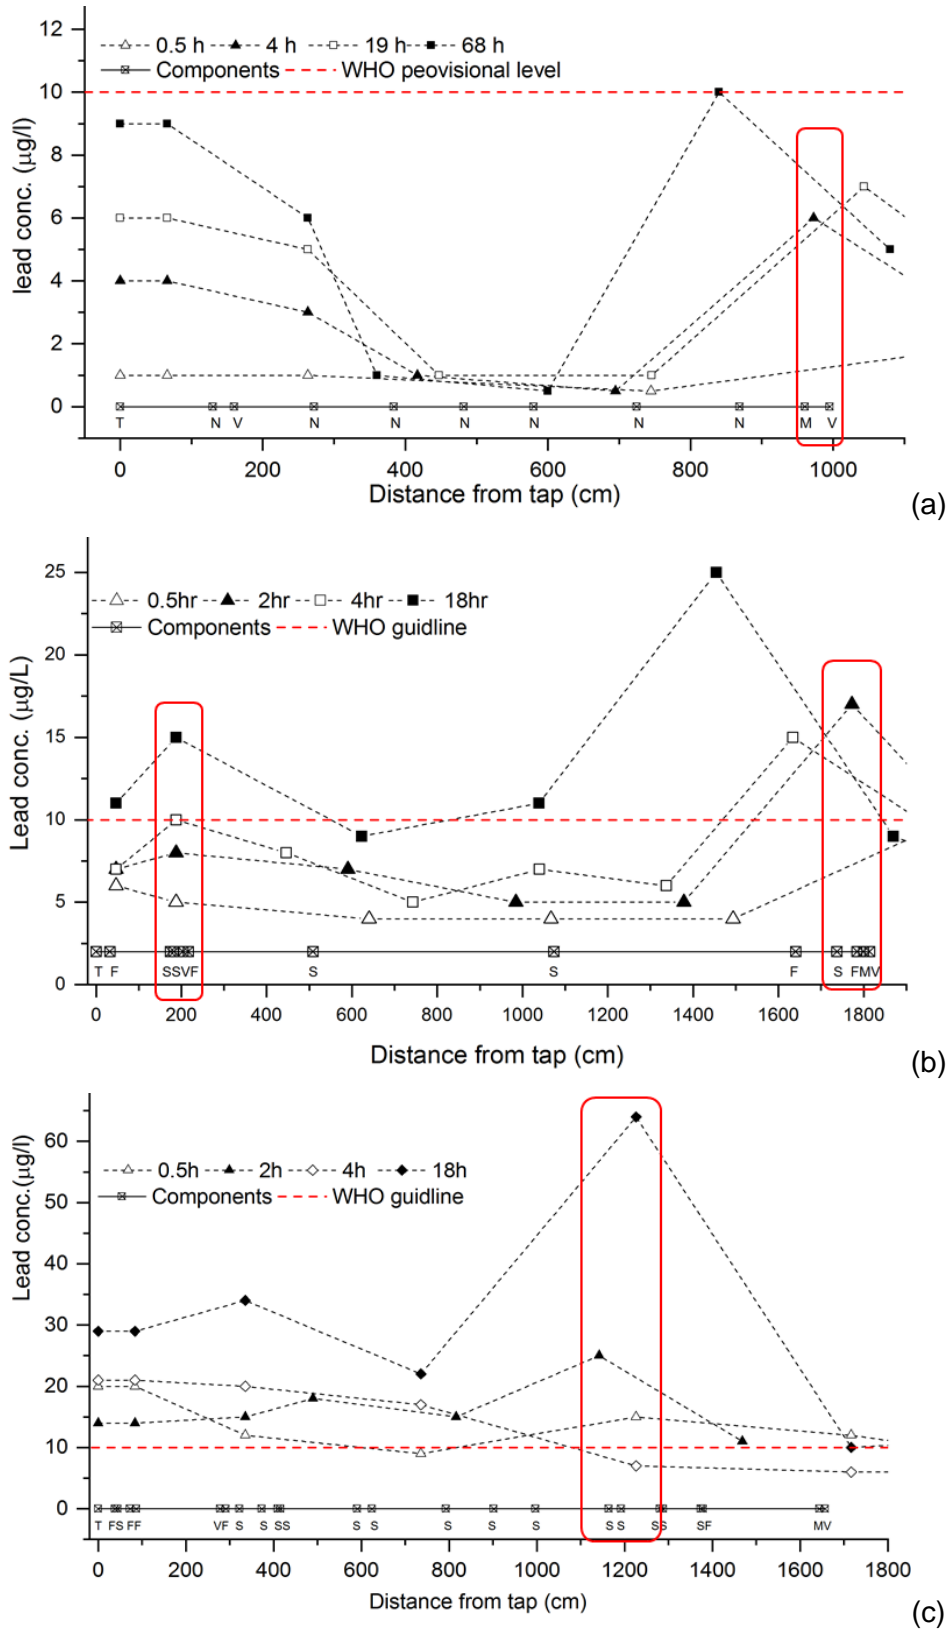 12
0.5 h 4 h 19 h 68 h
Components WHO peovisional level
10
8
6
4
2
0
lead conc. (µg/l)
T N V N N N N N N M V
0 200 400 600 800 1000
Distance from tap (cm)
(a)
25
0.5hr 2hr 4hr 18hr
Components WHO guidline
20
15
10
5
0
Lead conc. (µg/L)
T F SSVF S S F S FMV
0 200 400 600 800 1000 1200 1400 1600 1800
Distance from tap (cm)
(b)
60
0.5h 2h 4h 18h
Components WHO guidline
50
40
30
20
10
0
Lead conc.(µg/l)
T FS FF VF S S SS S S S S S S S SS SF MV
0 200 400 600 800 1000 1200 1400 1600 1800
Distance from tap (cm)
(c)